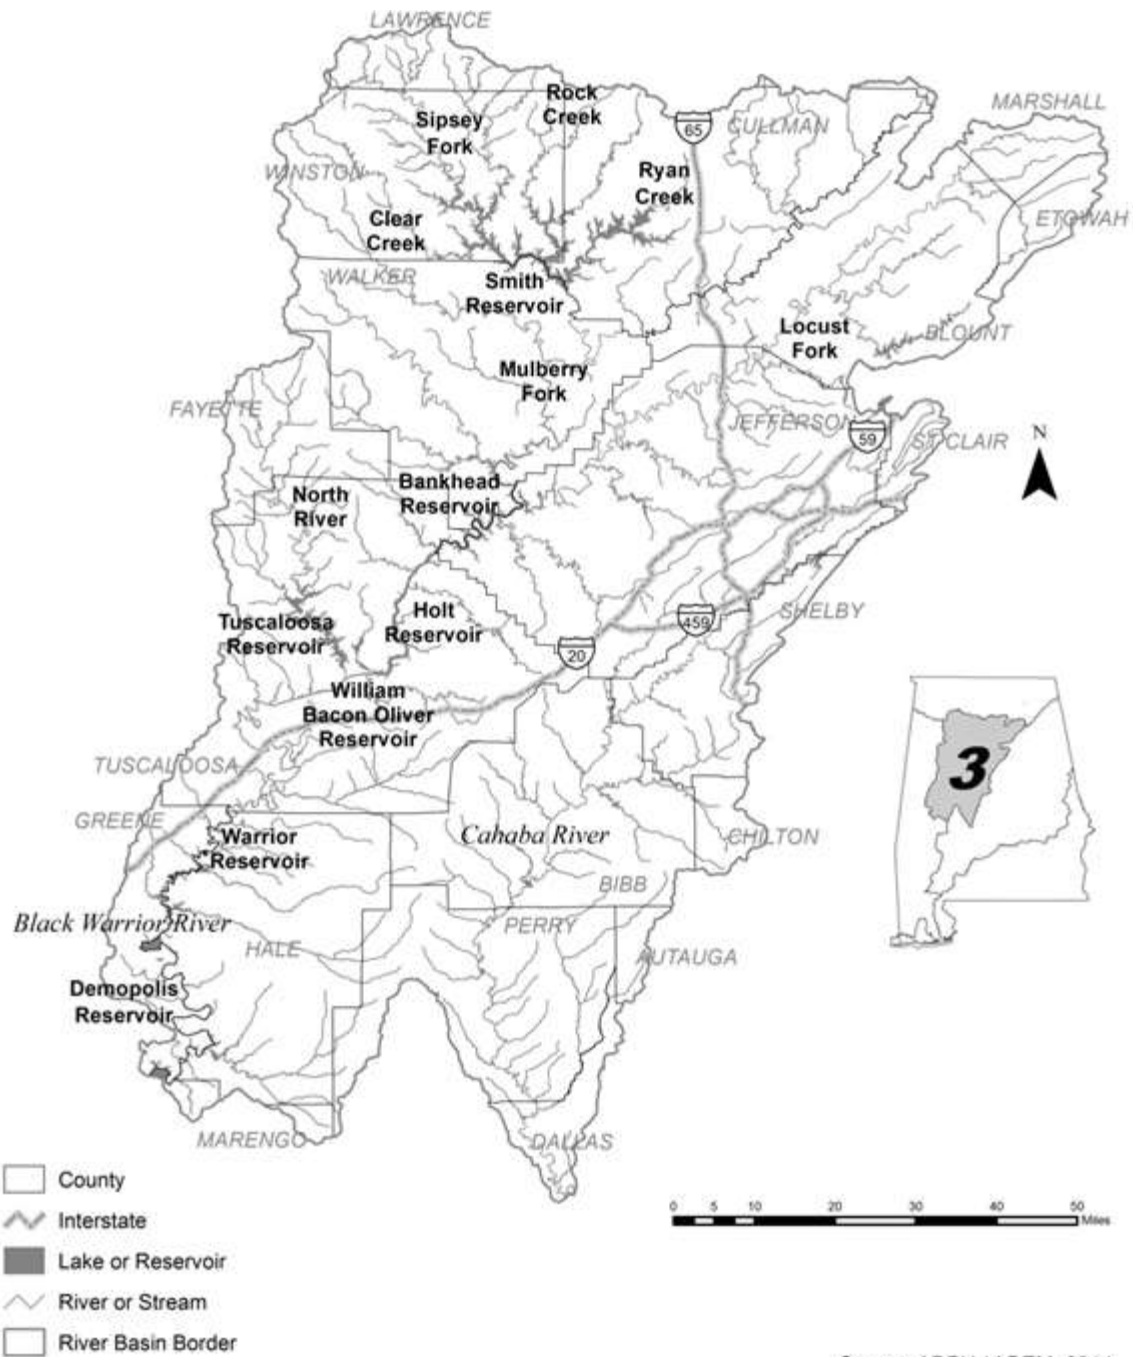 LAWRENCE
Rock
Creek
MARSHALL
Sipsey
Fork
65
CULLMAN
WINSTON
Ryan
Creek
Clear
Creek
ETOWAH
WALKER
Smith
Reservoir
Locust
Fork
BLOUNT
Mulberry
Fork
FAYETTE
JEFFERSON
59
ST CLAIR
N
Bankhead
Reservoir
North
River
Holt
Reservoir
SHELBY
Tuscaloosa
Reservoir
459
20
William
Bacon Oliver
Reservoir
TUSCALOOSA
3
GREENE
Warrior
Reservoir
Cahaba River
CHILTON
BIBB
Black Warrior River
PERRY
HALE
AUTAUGA
Demopolis
Reservoir
MARENGO
DALLAS
County
Interstate
Lake or Reservoir
River or Stream
River Basin Border
0 5 10 20 30 40 50
Miles